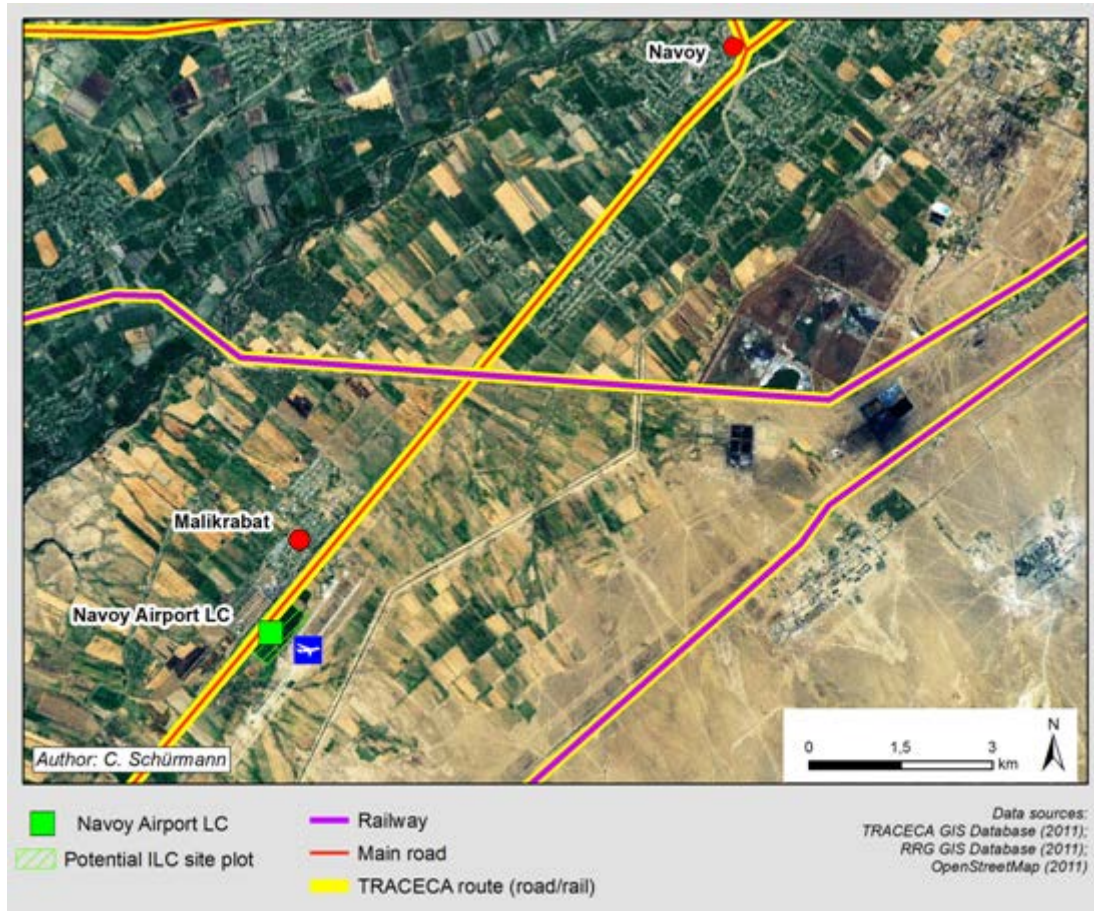 Navoy
Malikrabat
Navoy Airport LC
Author: C. Schürmann
0 1,5 3
km
N
Navoy Airport LC
Potential ILC site plot
Railway
Main road
TRACECA route (road/rail)
Data sources:
TRACECA GIS Database (2011);
RRG GIS Database (2011);
OpenStreetMap (2011)